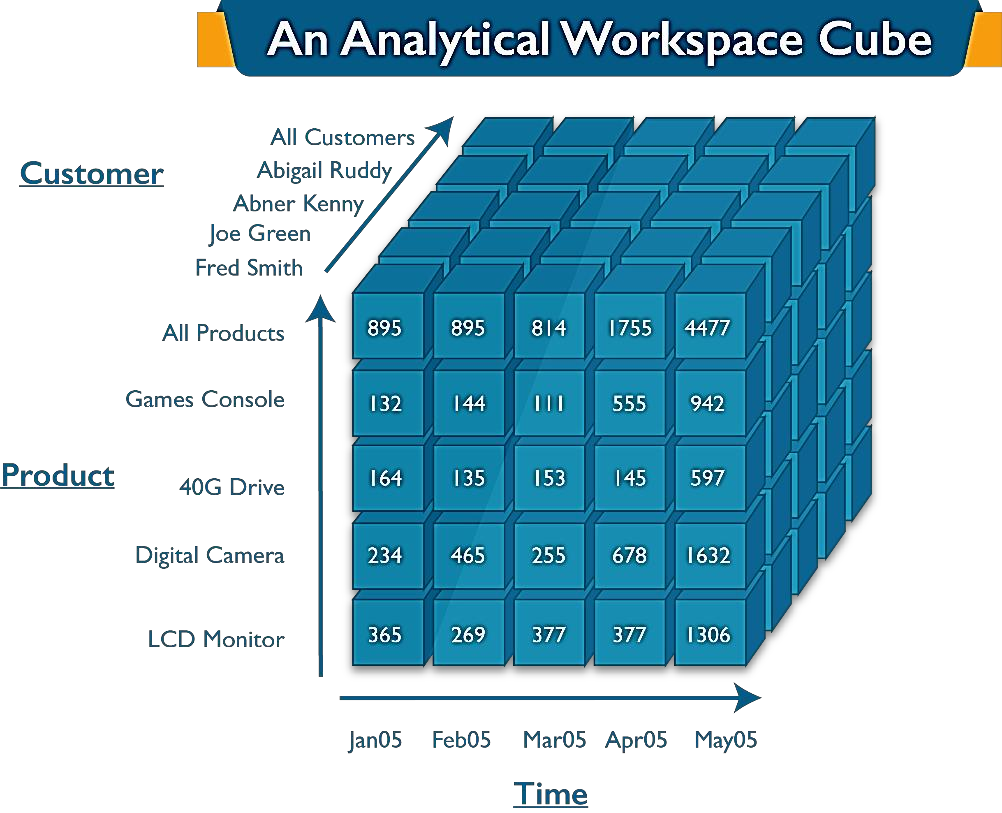 An Analytical Workspace Cube
All Customers
Abigail Ruddy
Customer
Abner Kenny
Joe Green
Fred Smith
All Products 895 895 814 1755 4477
Games Console 132 144 111 555 942
Product
40G Drive 164 135 153 145 597
Digital Camera 234 465 255 678 1632
LCD Monitor 365 269 377 377 1306
Jan05 Feb05 Mar05 Apr05 May05
Time